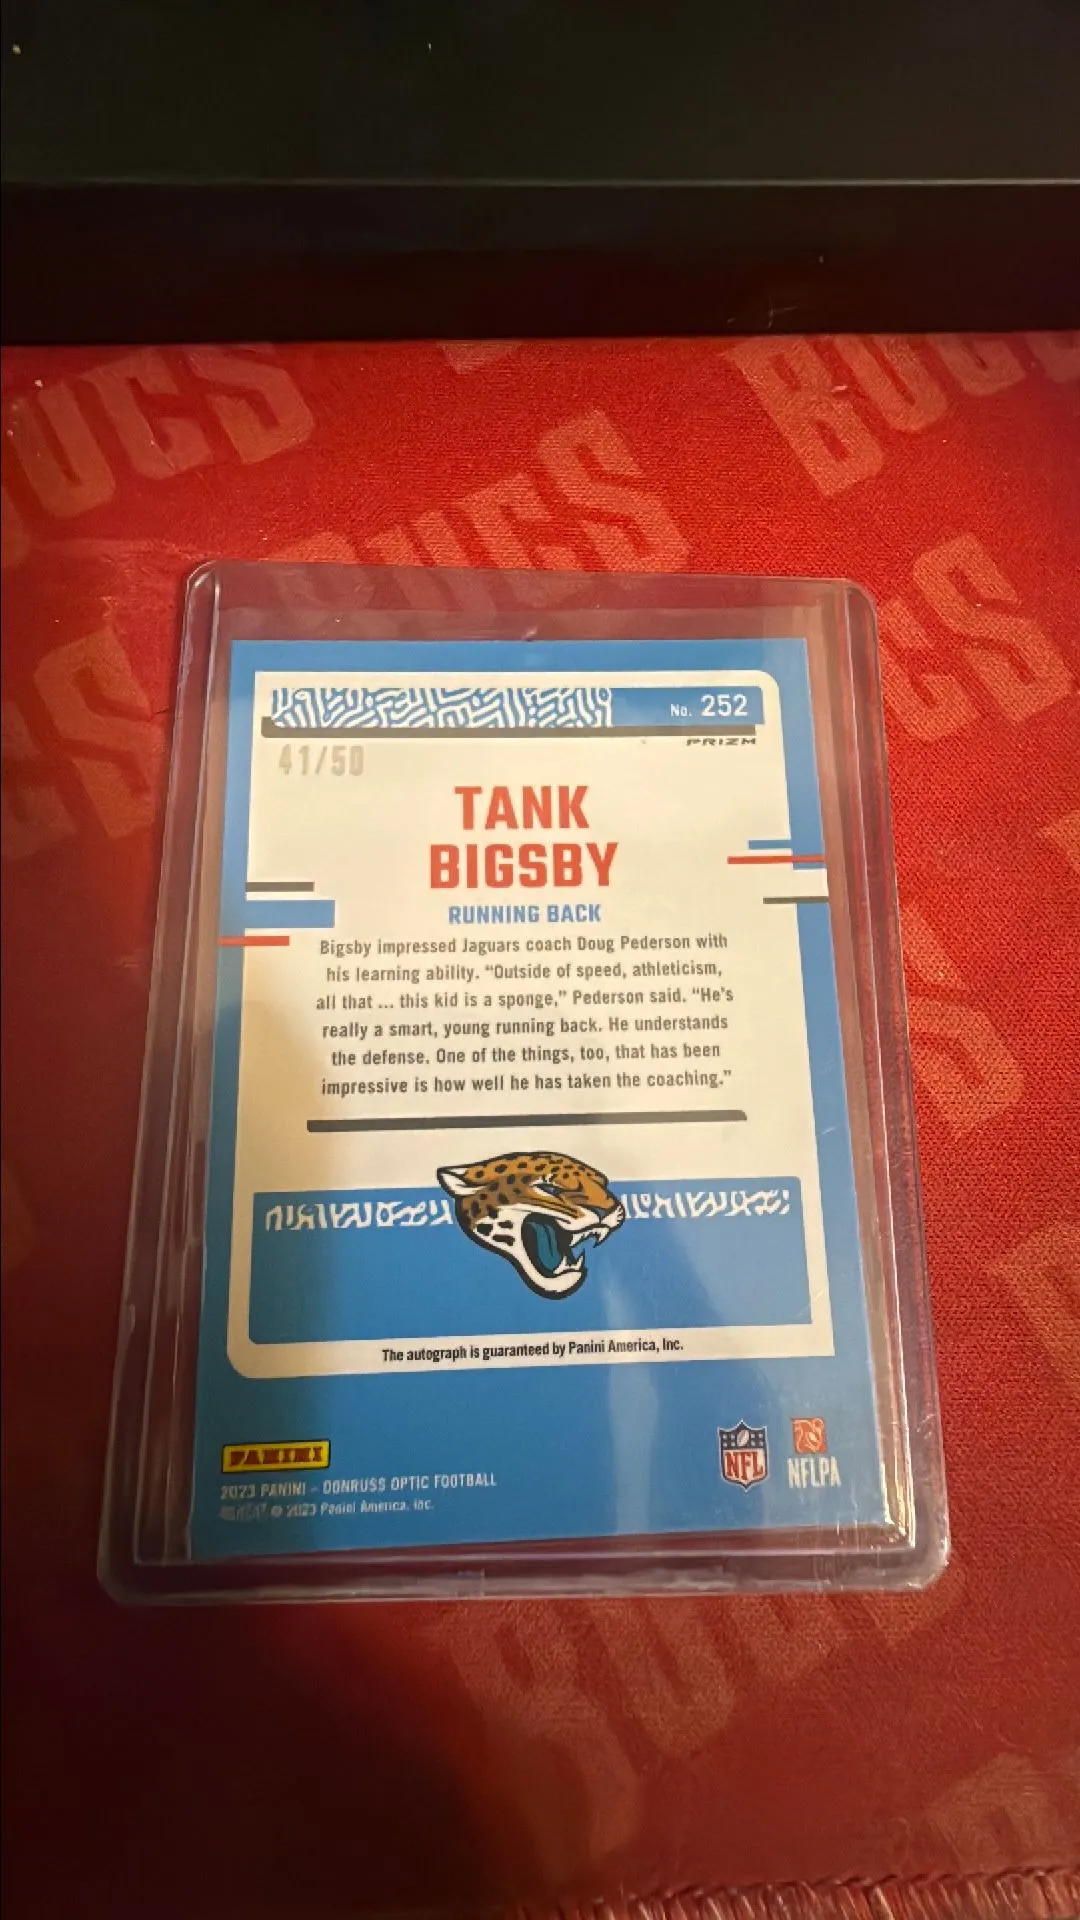 BUCS
BUCS
BUCS
No. 252
PRIZM
41/50
TANK
BIGSBY
RUNNING BACK
Bigsby impressed Jaguars coach Doug Pederson with
his learning ability. “Outside of speed, athleticism,
all that ... this kid is a sponge,” Pederson said. “He's
really a smart, young running back. He understands
the defense. One of the things, too, that has been
impressive is how well he has taken the coaching.”
The autograph is guaranteed by Panini America, Inc.
PANINI
NFL
NFLPA
2023 PANINI – DONRUSS OPTIC FOOTBALL
© 2023 Panini America, Inc.
BUCS